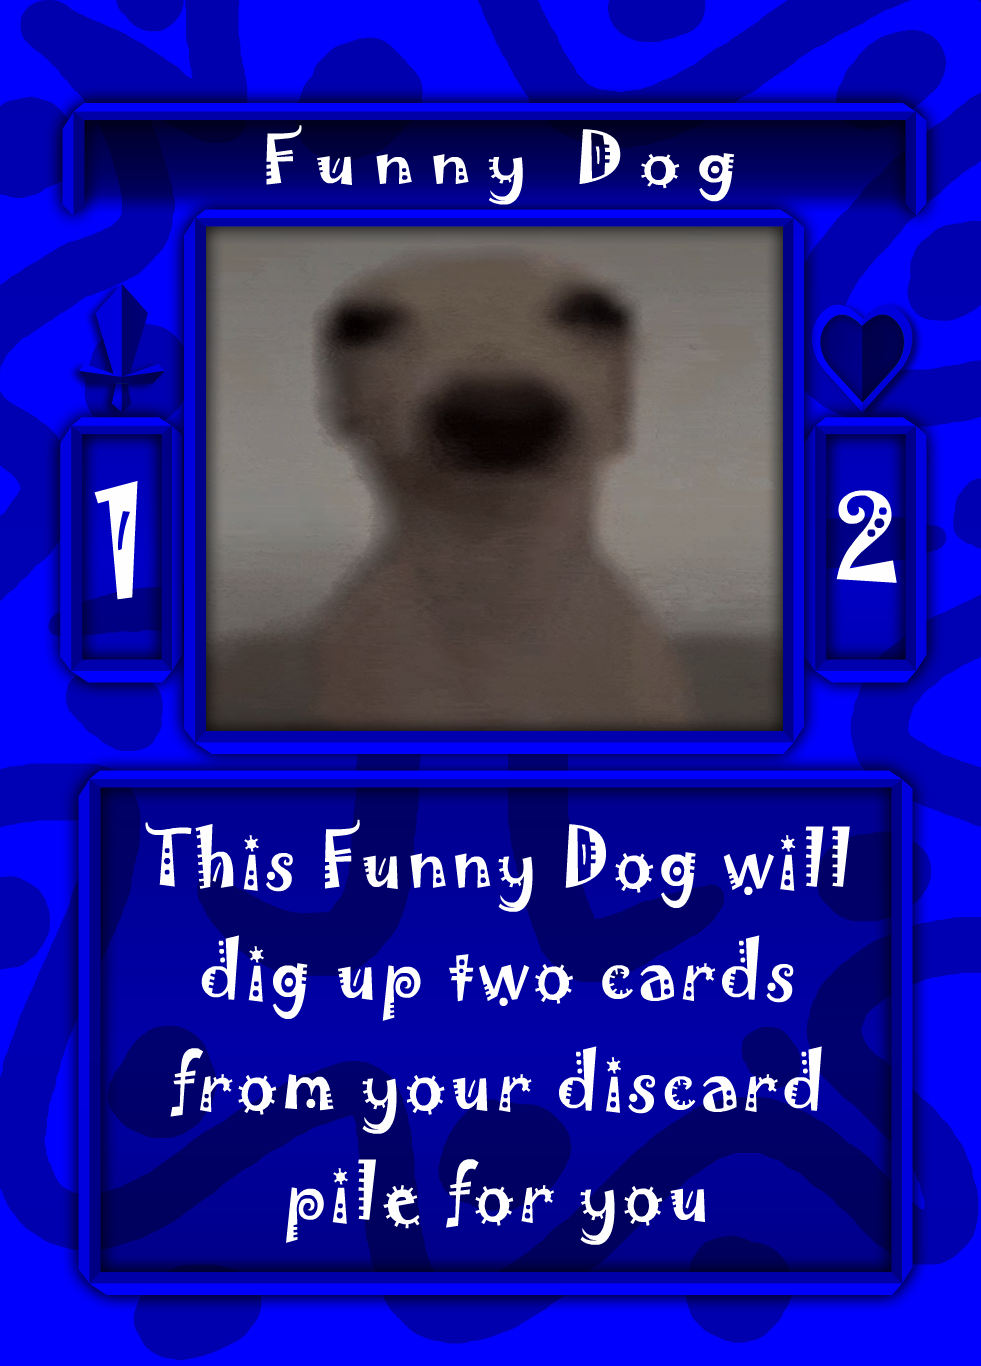 Funny Dog
1
2
This Funny Dog will
dig up two cards
from your discard
pile for you